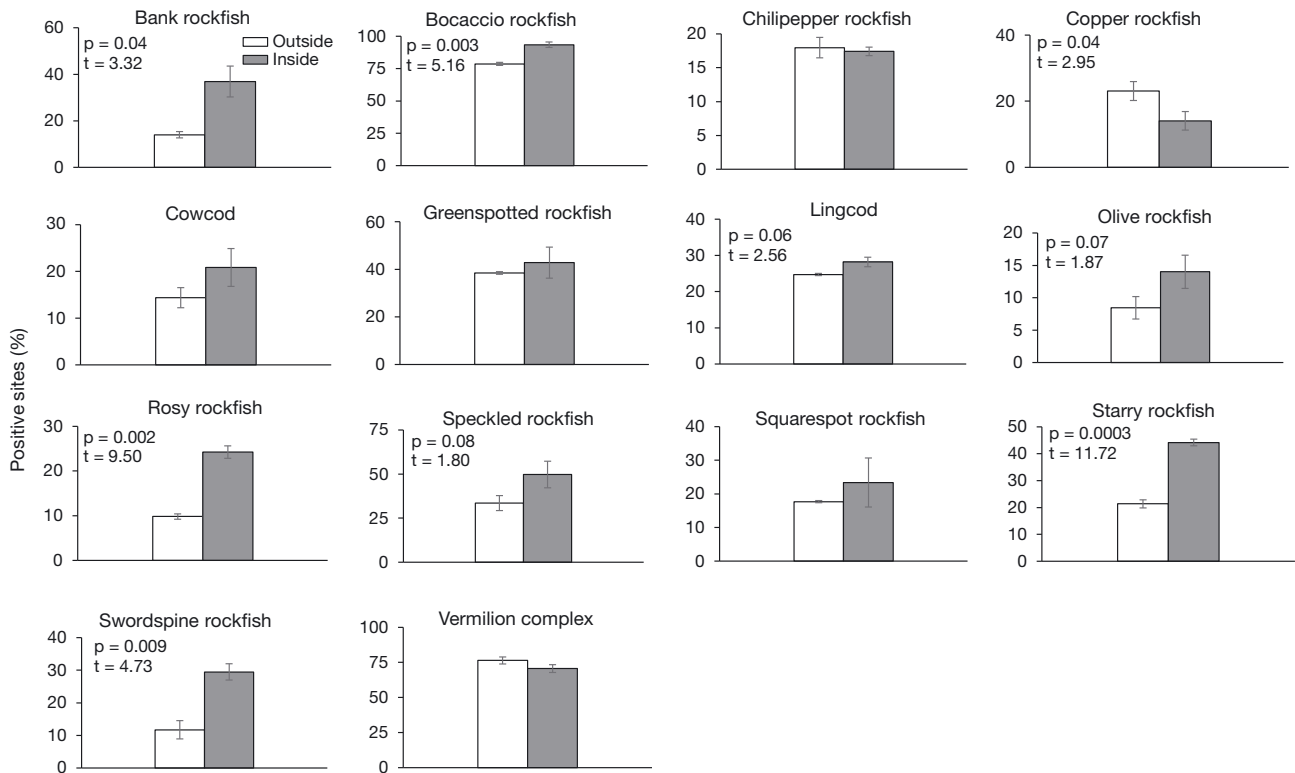 Positive sites (%)
Bank rockfish
60
40
20
0
p = 0.04
t = 3.32
Outside
Inside
Bocaccio rockfish
100
75
50
25
0
p = 0.003
t = 5.16
Chilipepper rockfish
20
15
10
5
0
Copper rockfish
40
20
0
p = 0.04
t = 2.95
Cowcod
30
20
10
0
Greenspotted rockfish
60
40
20
0
Lingcod
40
30
20
10
0
p = 0.06
t = 2.56
Olive rockfish
20
15
10
5
0
p = 0.07
t = 1.87
Rosy rockfish
30
20
10
0
p = 0.002
t = 9.50
Speckled rockfish
75
50
25
0
p = 0.08
t = 1.80
Squarespot rockfish
40
30
20
10
0
Starry rockfish
50
40
30
20
10
0
p = 0.0003
t = 11.72
Swordspine rockfish
40
30
20
10
0
p = 0.009
t = 4.73
Vermilion complex
100
75
50
25
0